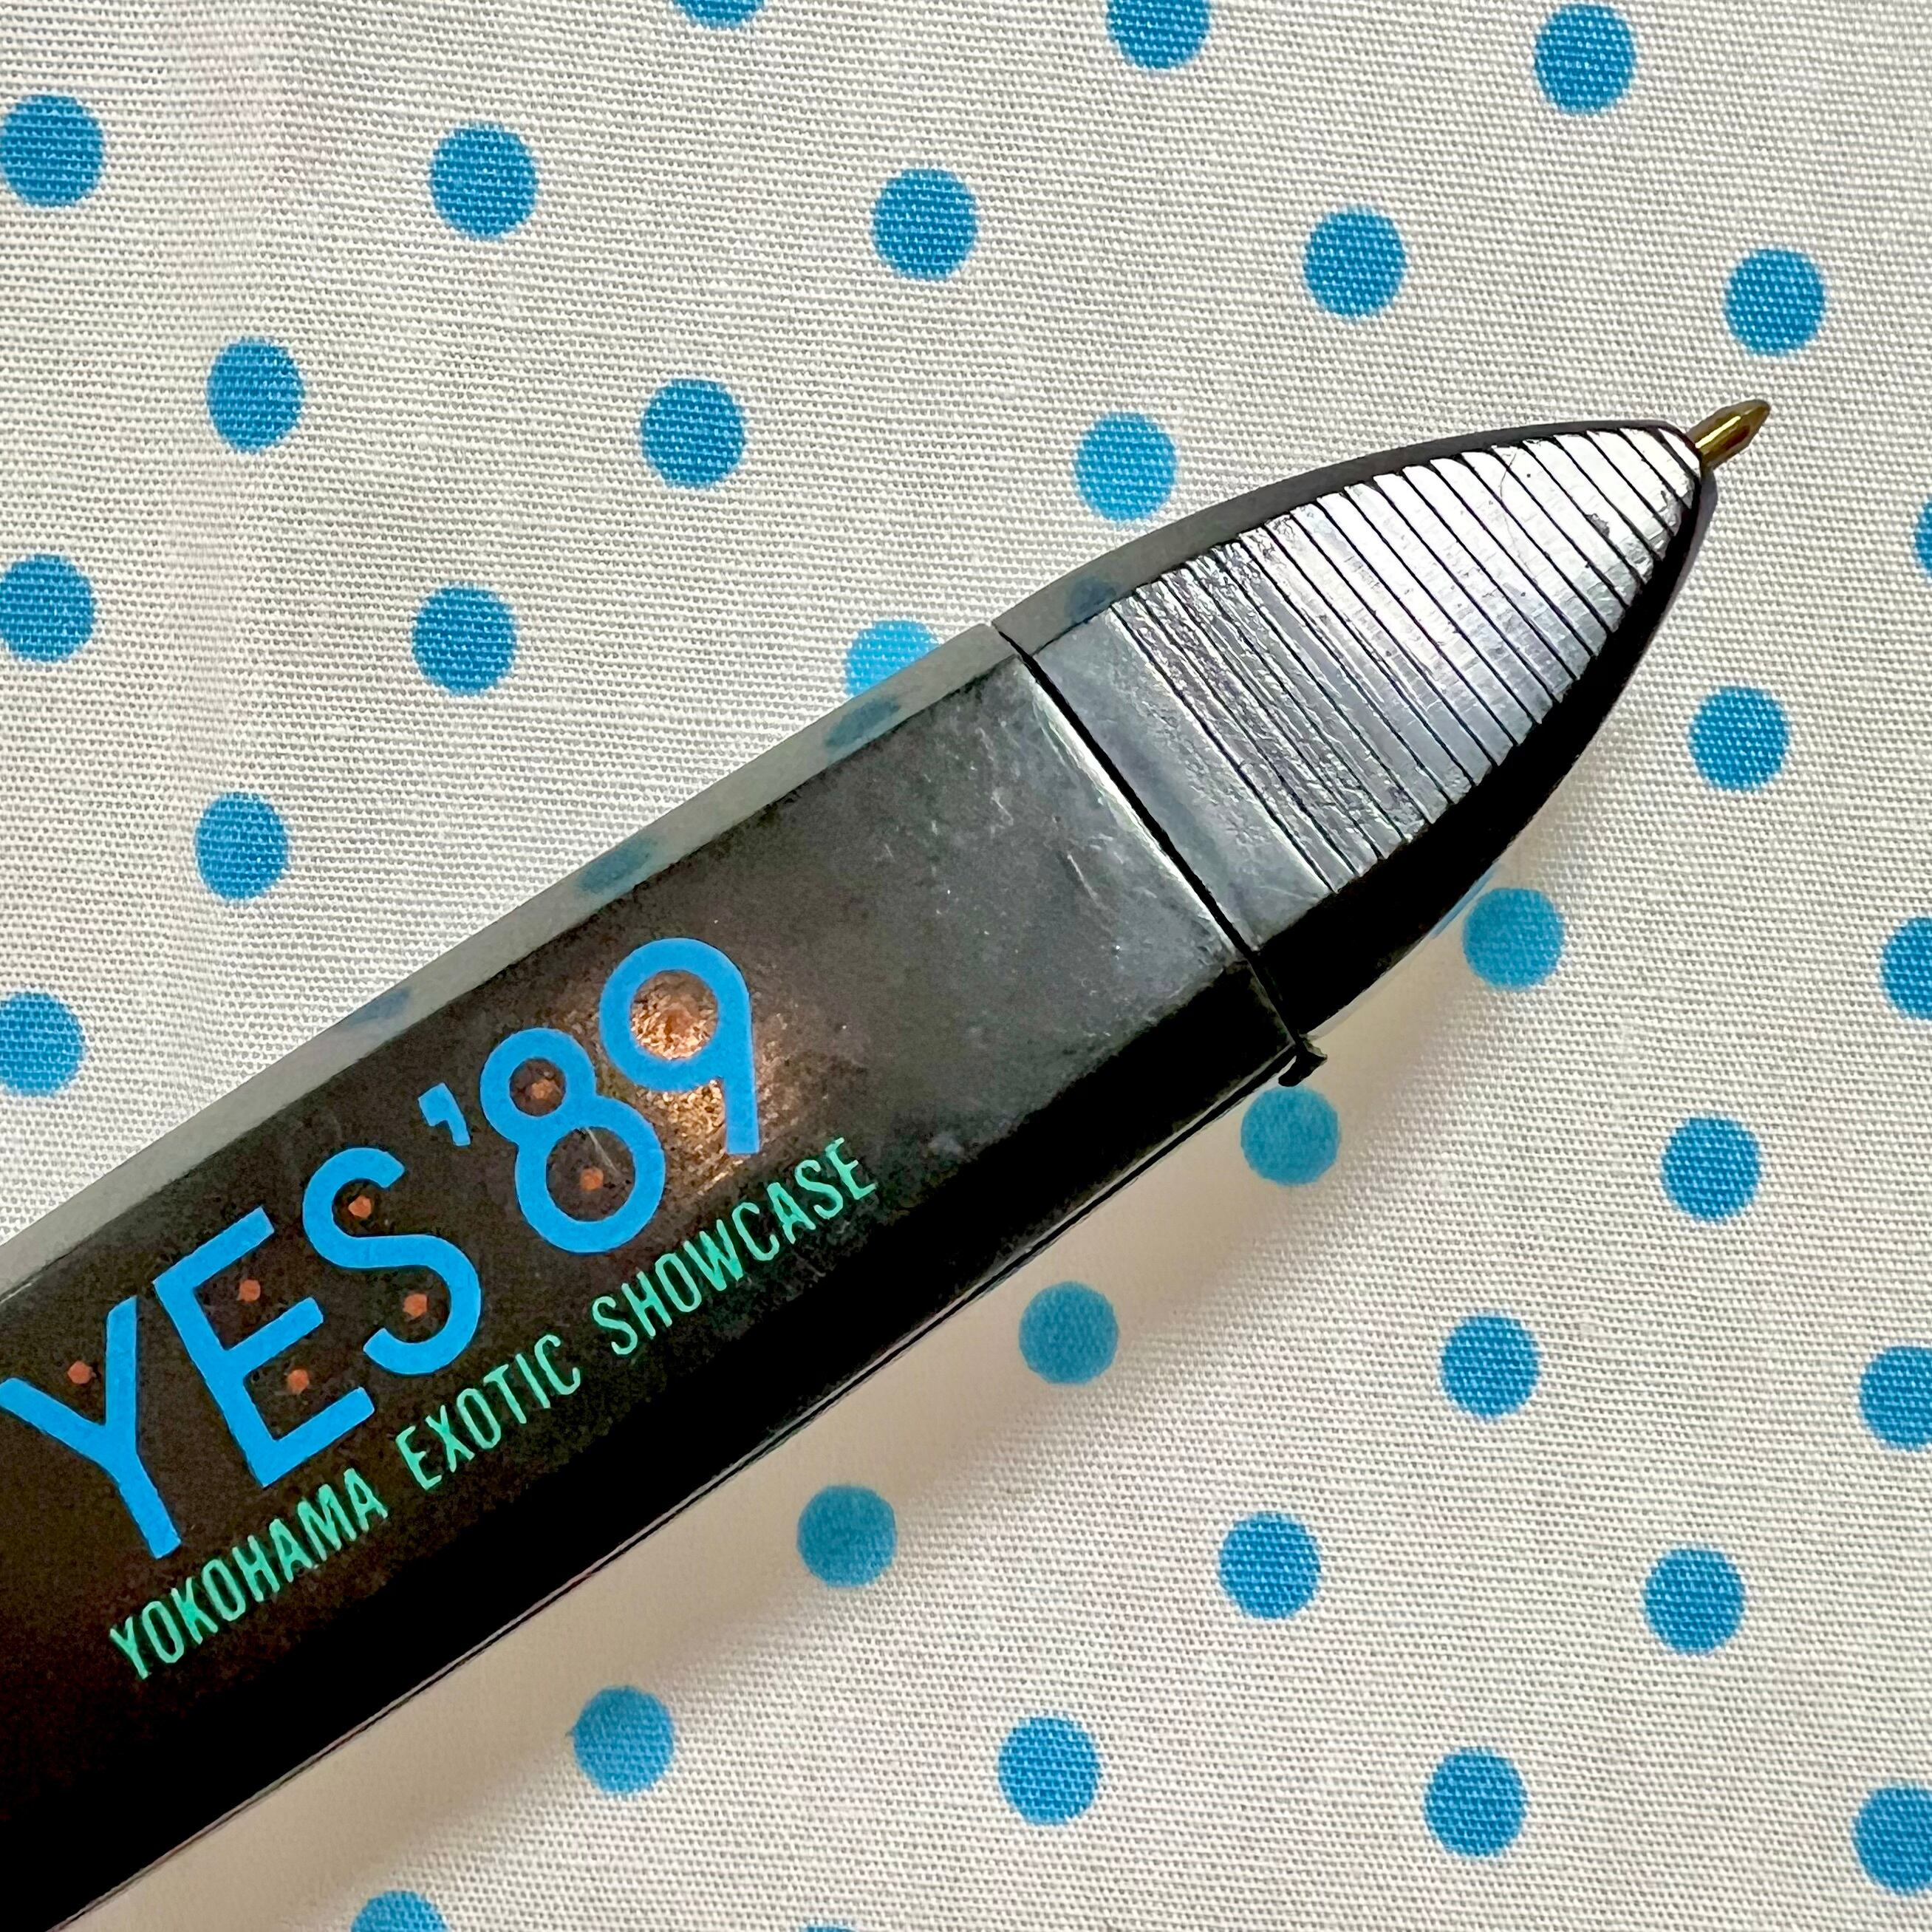 YES '89
YOKOHAMA EXOTIC SHOWCASE